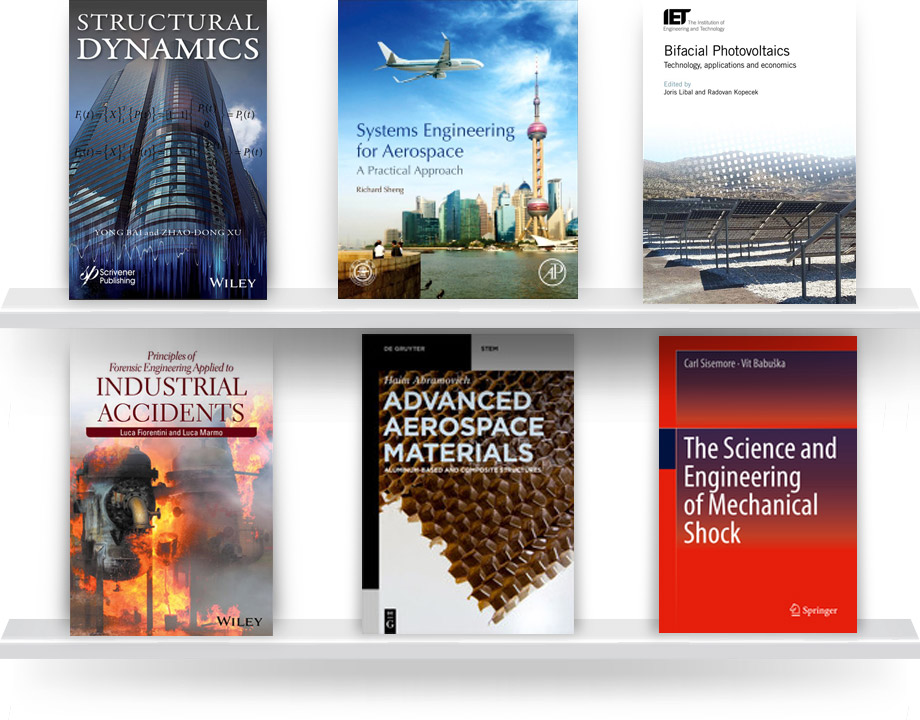 STRUCTURAL
DYNAMICS
YONG BAI and ZHAO-DONG XU
Scrivener
Publishing
WILEY
Systems Engineering
for Aerospace
A Practical Approach
Richard Sheng
AP
IET The Institution of
Engineering and Technology
Bifacial Photovoltaics
Technology, applications and economics
Edited by
Joris Libal and Radovan Kopecek
Principles of
Forensic Engineering Applied to
INDUSTRIAL
ACCIDENTS
Luca Fiorentini and Luca Marmo
WILEY
DE GRUYTER STEM
Haim Abramovich
ADVANCED
AEROSPACE
MATERIALS
ALUMINUM-BASED AND COMPOSITE STRUCTURES
DE
G
Carl Sisemore · Vít Babuška
The Science and
Engineering
of Mechanical
Shock
Springer